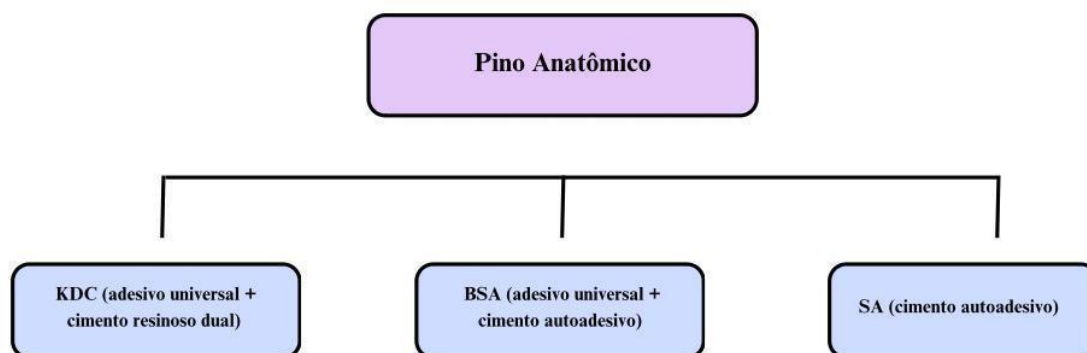 Pino Anatômico
KDC (adesivo universal +
cimento resinoso dual)
BSA (adesivo universal +
cimento autoadesivo)
SA (cimento autoadesivo)